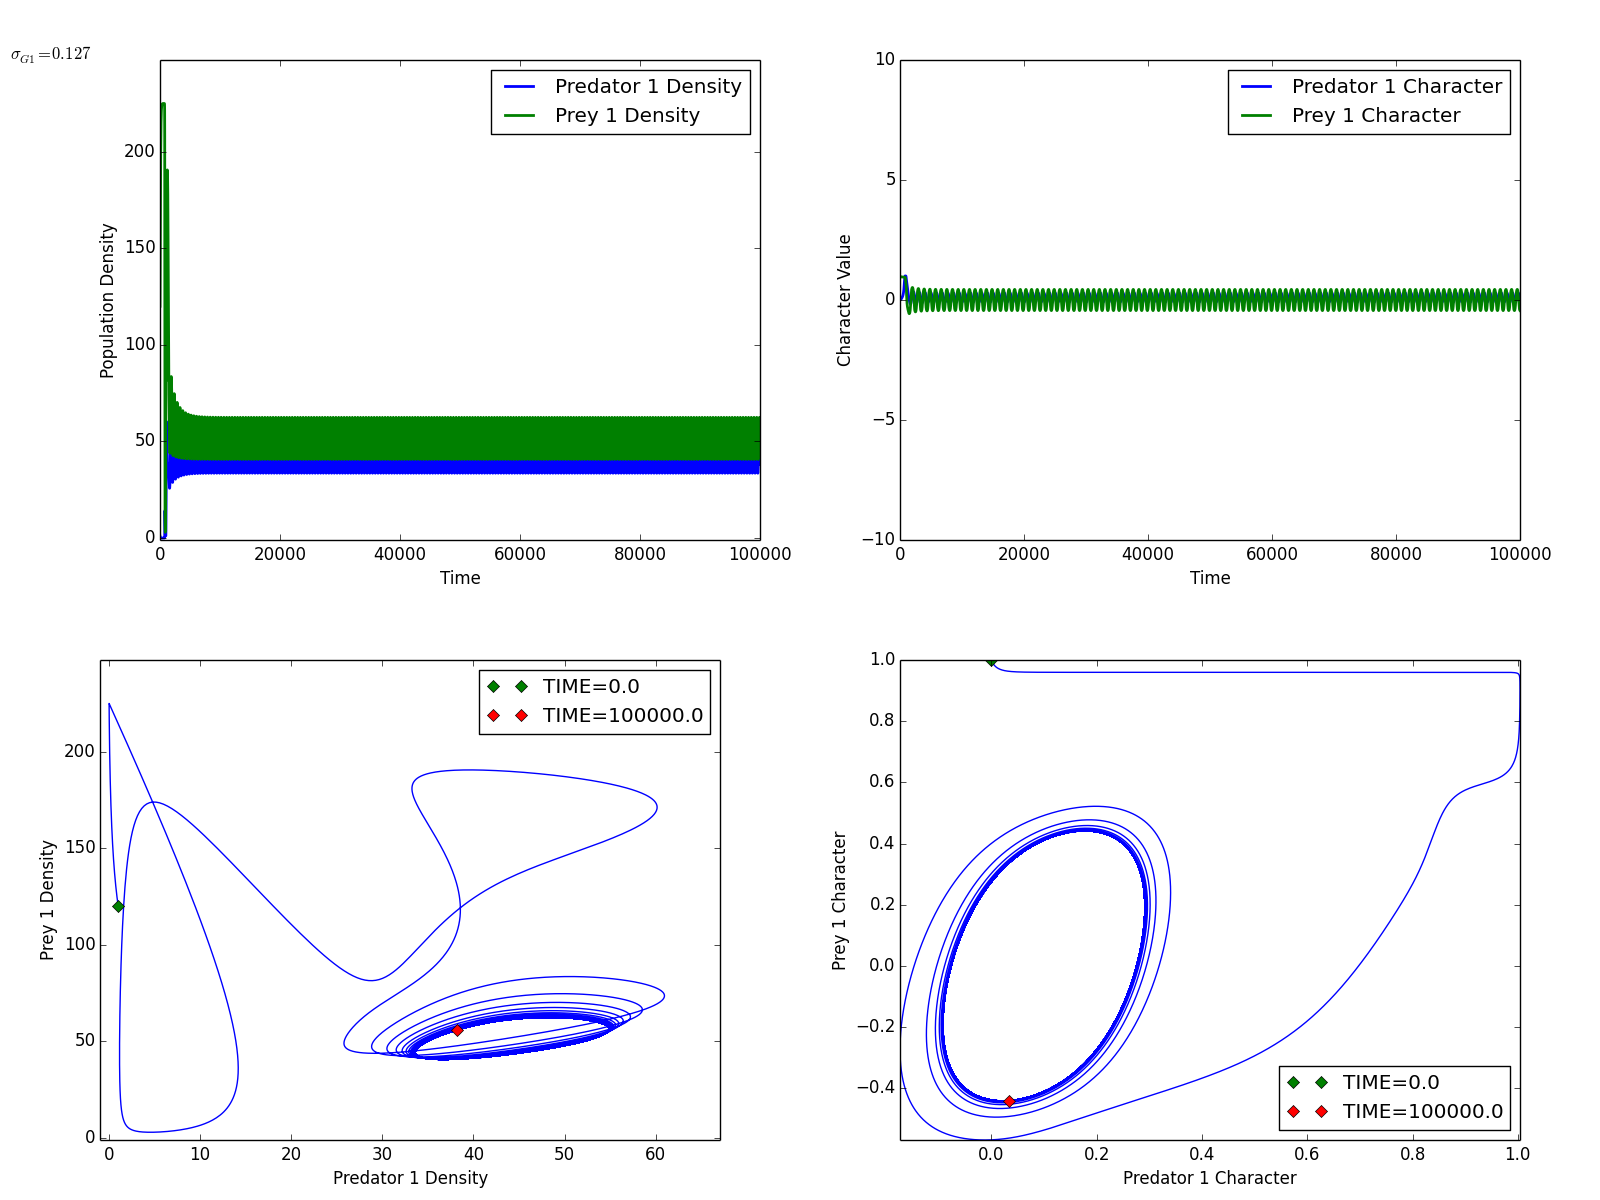 σG1=0.127
Predator 1 Density
Prey 1 Density
200
150
100
50
0
Population Density
0 20000 40000 60000 80000 100000
Time
Predator 1 Character
Prey 1 Character
10
5
0
−5
−10
Character Value
0 20000 40000 60000 80000 100000
Time
TIME=0.0
TIME=100000.0
200
150
100
50
0
Prey 1 Density
0 10 20 30 40 50 60
Predator 1 Density
1.0
0.8
0.6
0.4
0.2
0.0
−0.2
−0.4
Prey 1 Character
TIME=0.0
TIME=100000.0
0.0 0.2 0.4 0.6 0.8 1.0
Predator 1 Character